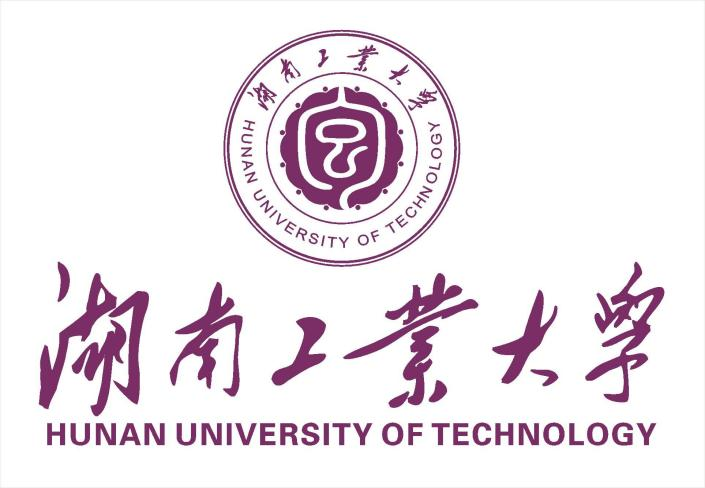 湖南工業大學
HUNAN UNIVERSITY OF TECHNOLOGY
湖南工業大學
HUNAN UNIVERSITY OF TECHNOLOGY